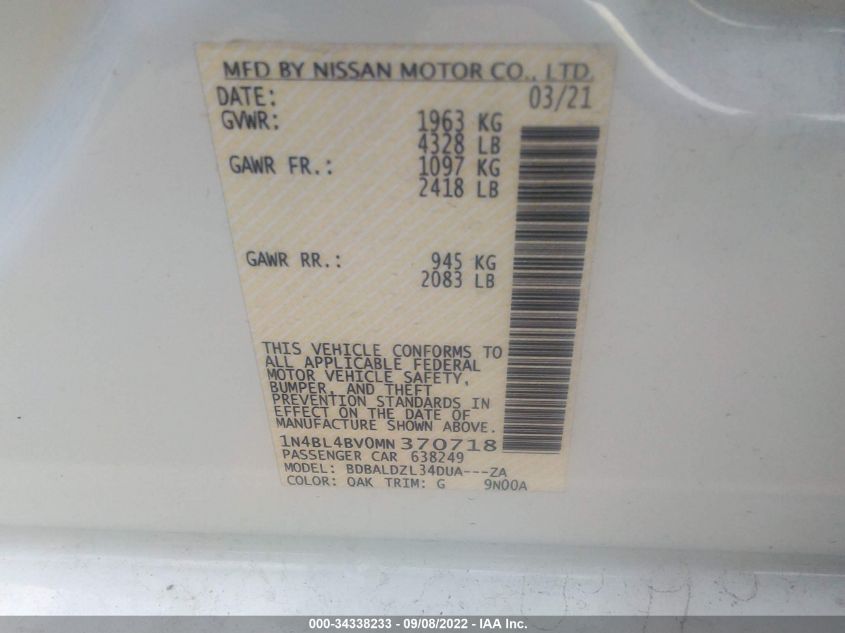 MFD BY NISSAN MOTOR CO., LTD.
DATE: 03/21
GVWR: 1963 KG
4328 LB
GAWR FR.: 1097 KG
2418 LB
GAWR RR.: 945 KG
2083 LB
THIS VEHICLE CONFORMS TO
ALL APPLICABLE FEDERAL
MOTOR VEHICLE SAFETY,
BUMPER, AND THEFT
PREVENTION STANDARDS IN
EFFECT ON THE DATE OF
MANUFACTURE SHOWN ABOVE.
1N4BL4BV0MN370718
PASSENGER CAR 638249
MODEL: BDBALDZL34DUA---ZA
COLOR: QAK TRIM: G 9N00A
000-34338233 - 09/08/2022 - IAA Inc.